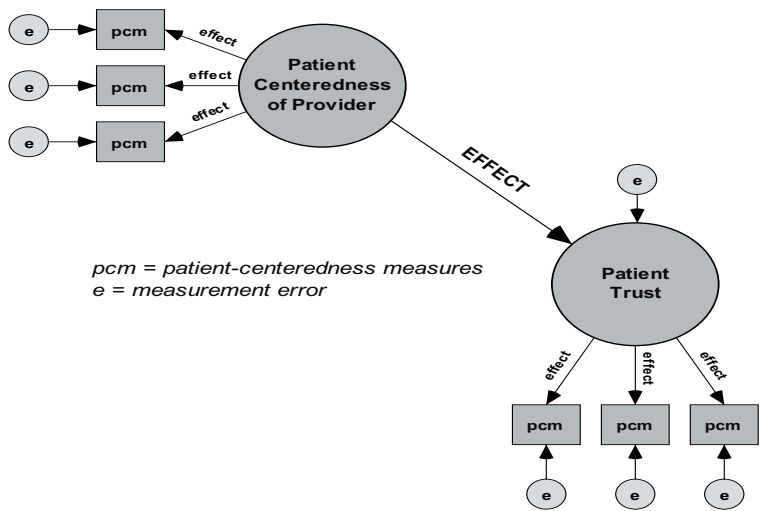 e
pcm
effect
e
pcm
effect
e
pcm
effect
Patient
Centeredness
of Provider
EFFECT
e
pcm = patient-centeredness measures
e = measurement error
Patient
Trust
effect
effect
effect
pcm
pcm
pcm
e
e
e